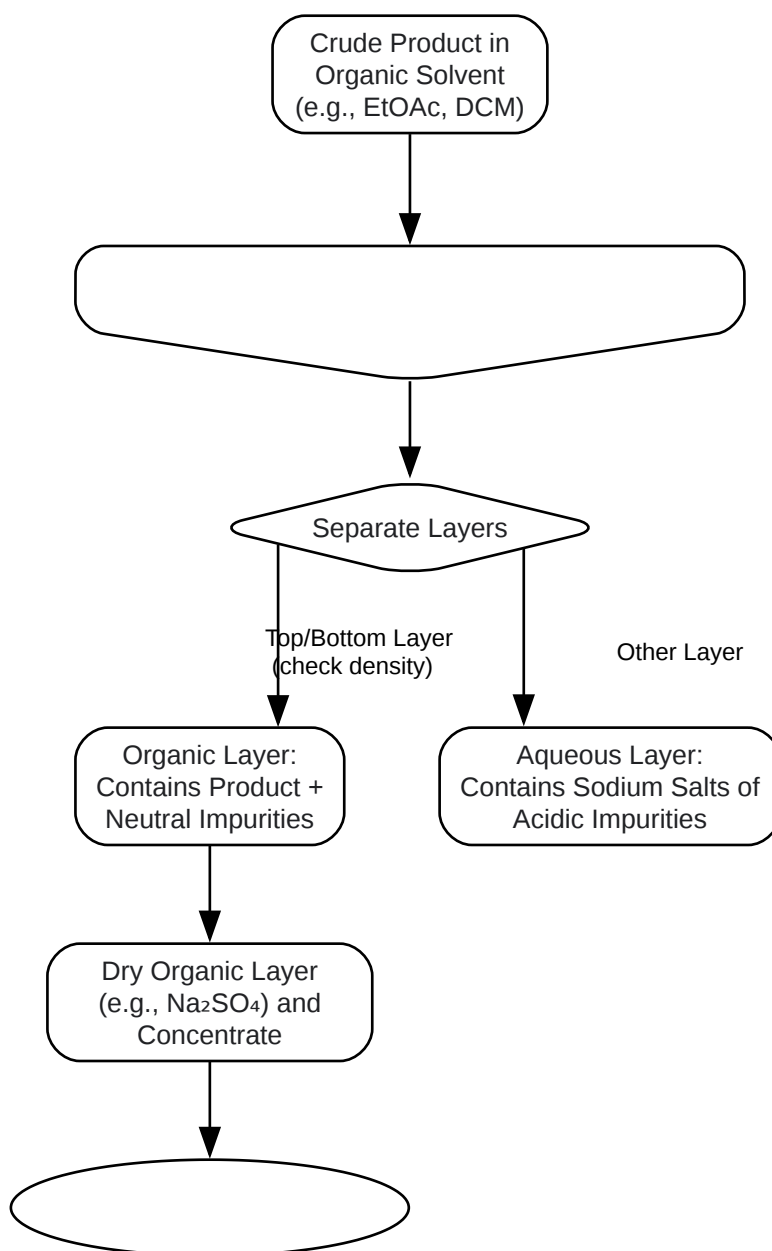 Crude Product in
Organic Solvent
(e.g., EtOAc, DCM)
Separate Layers
Top/Bottom Layer
(check density)
Other Layer
Organic Layer:
Contains Product +
Neutral Impurities
Aqueous Layer:
Contains Sodium Salts of
Acidic Impurities
Dry Organic Layer
(e.g., Na₂SO₄) and
Concentrate